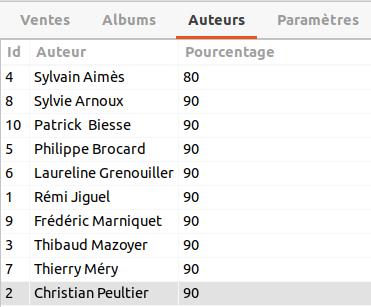 Ventes Albums Auteurs Paramètres
Id Auteur Pourcentage
4 Sylvain Aimès 80
8 Sylvie Arnoux 90
10 Patrick  Biesse 90
5 Philippe Brocard 90
6 Laureline Grenouiller 90
1 Rémi Jiguel 90
9 Frédéric Marniquet 90
3 Thibaud Mazoyer 90
7 Thierry Méry 90
2 Christian Peultier 90